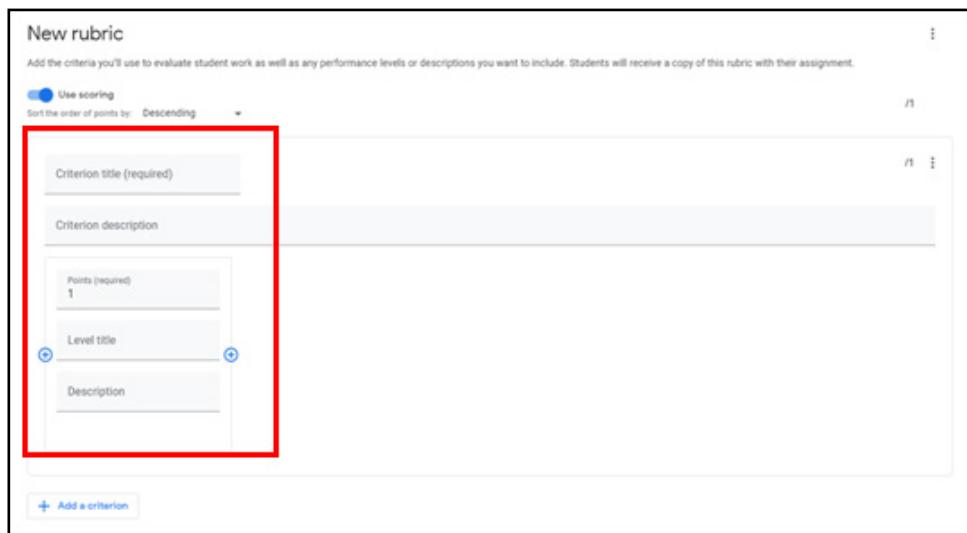 New rubric
Add the criteria you'll use to evaluate student work as well as any performance levels or descriptions you want to include. Students will receive a copy of this rubric with their assignment.
Use scoring
Sort the order of points by: Descending
/1
Criterion title (required)
/1
Criterion description
Points (required)
1
Level title
Description
+ Add a criterion